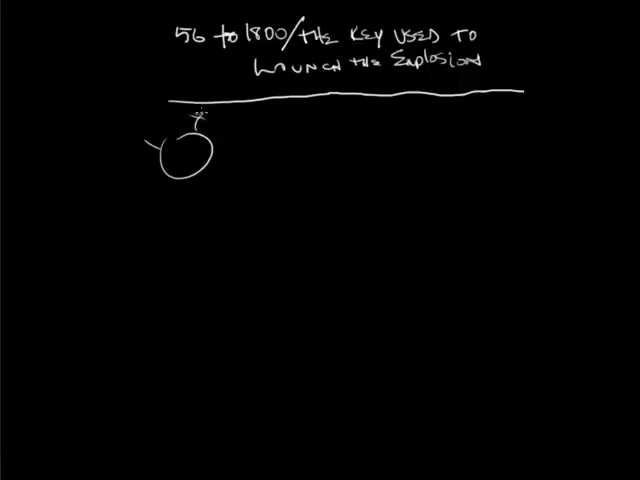 56 to 1800/THE KEY USED TO
LAUNCH the Explosion